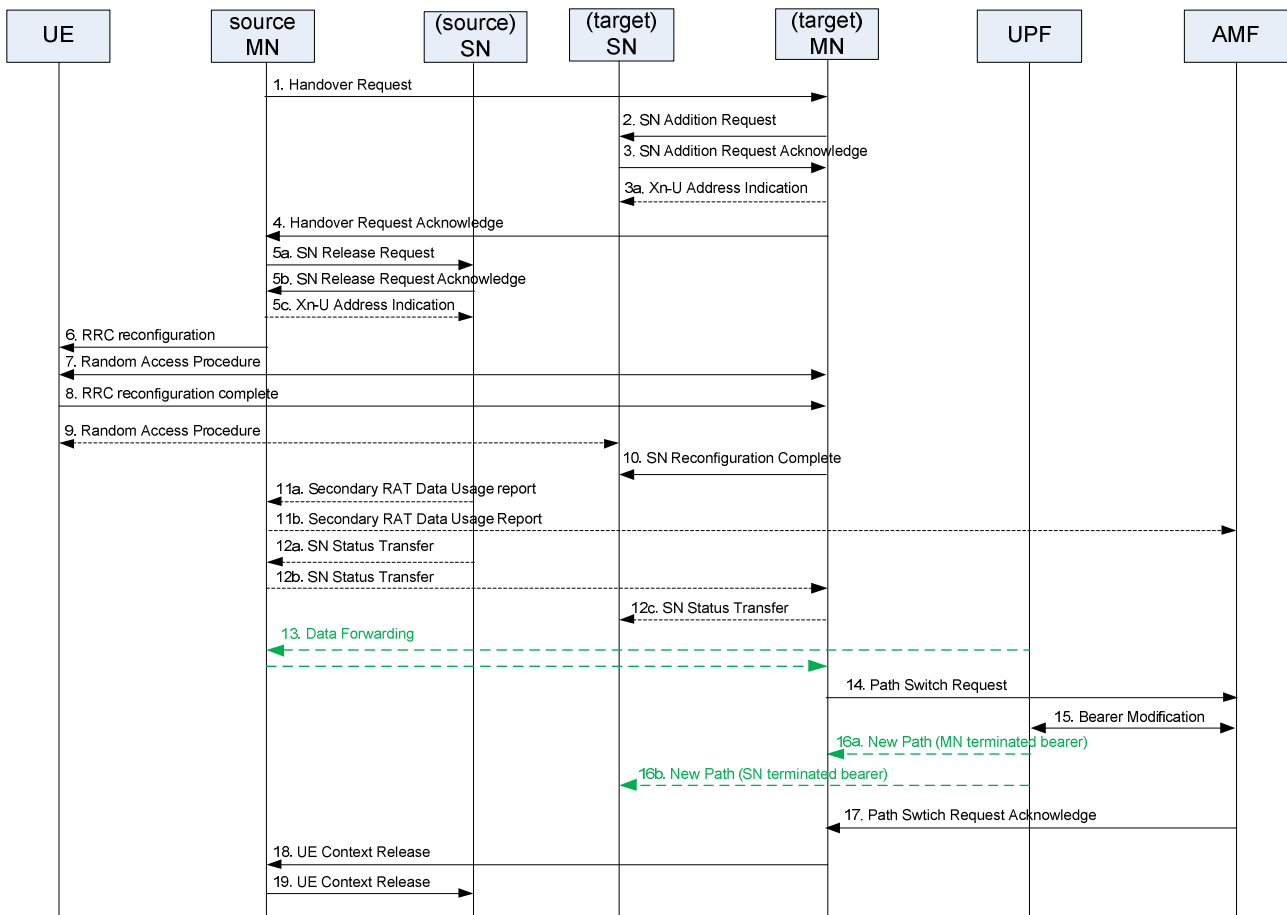 UE
source
MN
(source)
SN
(target)
SN
(target)
MN
UPF
AMF
1. Handover Request
2. SN Addition Request
3. SN Addition Request Acknowledge
3a. Xn-U Address Indication
4. Handover Request Acknowledge
5a. SN Release Request
5b. SN Release Request Acknowledge
5c. Xn-U Address Indication
6. RRC reconfiguration
7. Random Access Procedure
8. RRC reconfiguration complete
9. Random Access Procedure
10. SN Reconfiguration Complete
11a. Secondary RAT Data Usage report
11b. Secondary RAT Data Usage Report
12a. SN Status Transfer
12b. SN Status Transfer
12c. SN Status Transfer
13. Data Forwarding
14. Path Switch Request
15. Bearer Modification
16a. New Path (MN terminated bearer)
16b. New Path (SN terminated bearer)
17. Path Swtich Request Acknowledge
18. UE Context Release
19. UE Context Release